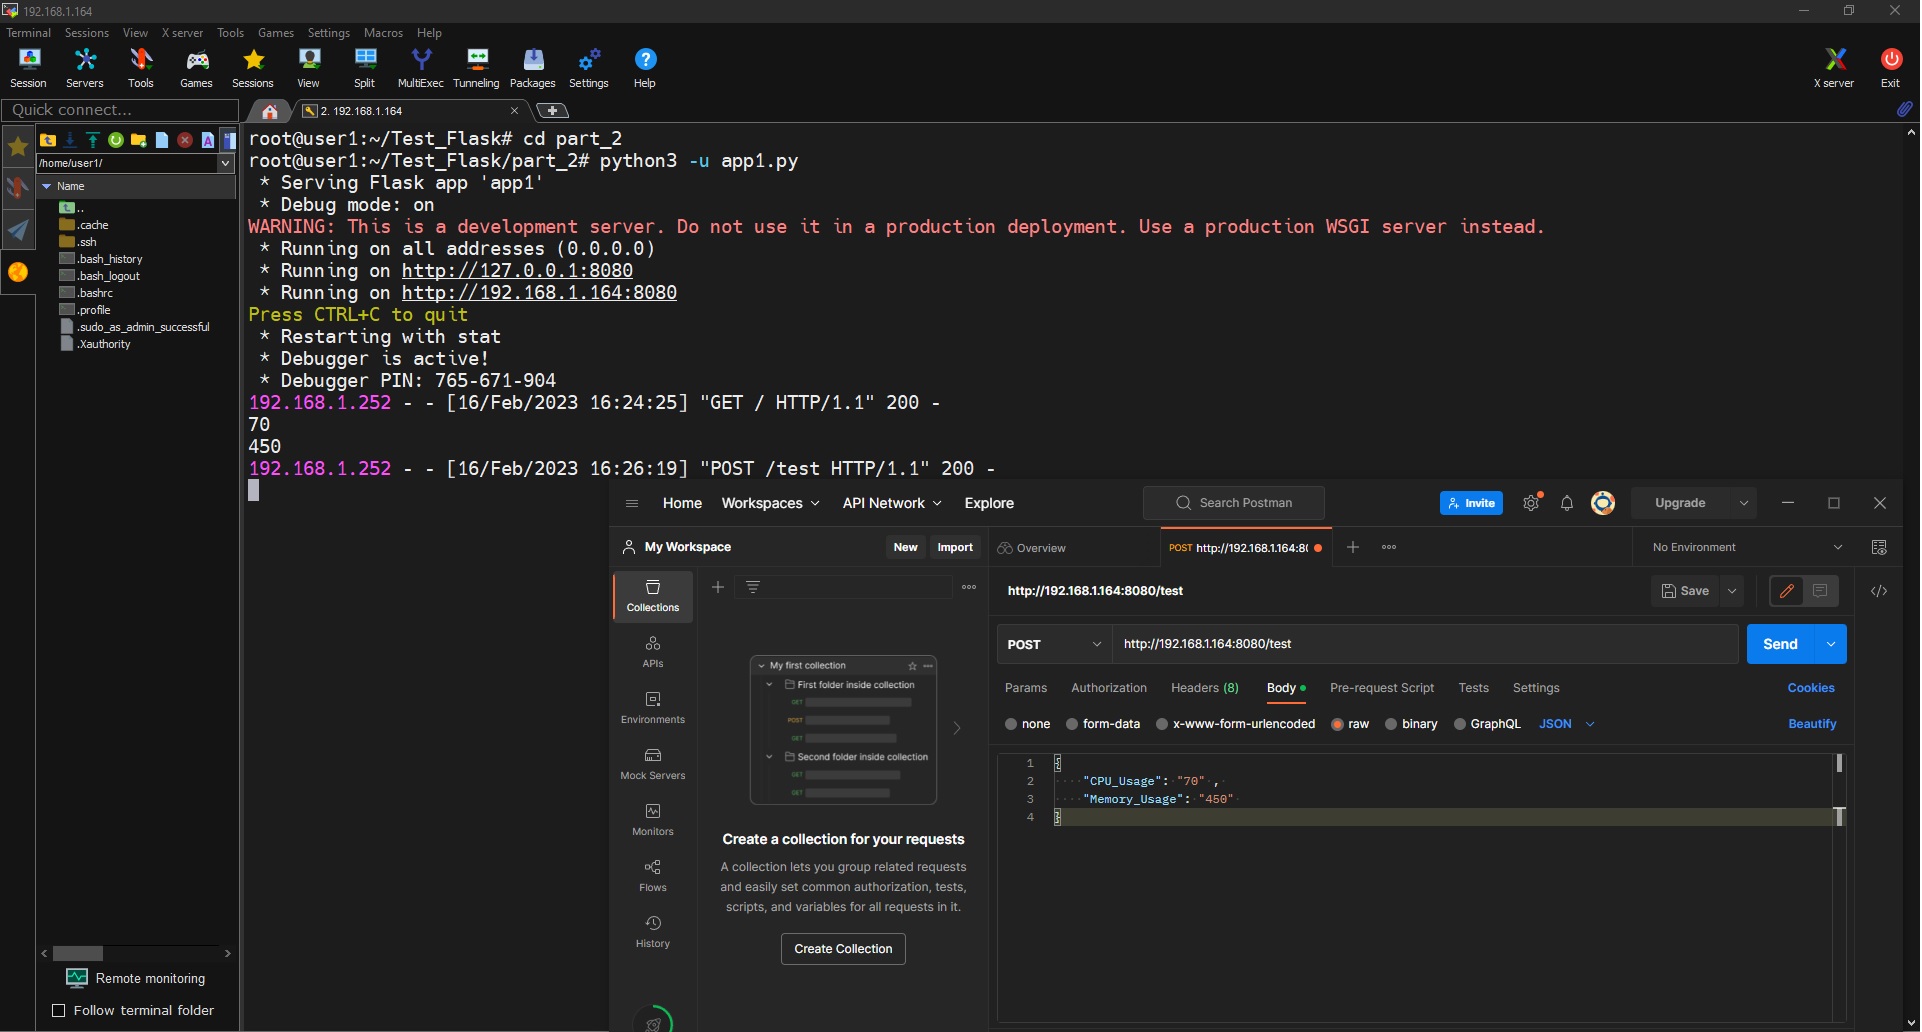 192.168.1.164
Terminal Sessions View X server Tools Games Settings Macros Help
Session Servers Tools Games Sessions View Split MultiExec Tunneling Packages Settings Help X server Exit
Quick connect...
2. 192.168.1.164
/home/user1/
Name
..
.cache
.ssh
.bash_history
.bash_logout
.bashrc
.profile
.sudo_as_admin_successful
.Xauthority
Remote monitoring
Follow terminal folder
root@user1:~/Test_Flask# cd part_2
root@user1:~/Test_Flask/part_2# python3 -u app1.py
* Serving Flask app 'app1'
* Debug mode: on
WARNING: This is a development server. Do not use it in a production deployment. Use a production WSGI server instead.
* Running on all addresses (0.0.0.0)
* Running on http://127.0.0.1:8080
* Running on http://192.168.1.164:8080
Press CTRL+C to quit
* Restarting with stat
* Debugger is active!
* Debugger PIN: 765-671-904
192.168.1.252 - - [16/Feb/2023 16:24:25] "GET / HTTP/1.1" 200 -
70
450
192.168.1.252 - - [16/Feb/2023 16:26:19] "POST /test HTTP/1.1" 200 -
Home Workspaces API Network Explore Search Postman Invite Upgrade
My Workspace New Import
Overview POST http://192.168.1.164:8( No Environment
Collections
APIs
Environments
Mock Servers
Monitors
Flows
History
My first collection
First folder inside collection
GET
POST
GET
Second folder inside collection
GET
GET
Create a collection for your requests
A collection lets you group related requests
and easily set common authorization, tests,
scripts, and variables for all requests in it.
Create Collection
http://192.168.1.164:8080/test Save </>
POST http://192.168.1.164:8080/test Send
Params Authorization Headers (8) Body Pre-request Script Tests Settings Cookies
none form-data x-www-form-urlencoded raw binary GraphQL JSON Beautify
1 {
2 "CPU_Usage": "70" ,
3 "Memory_Usage": "450"
4 }